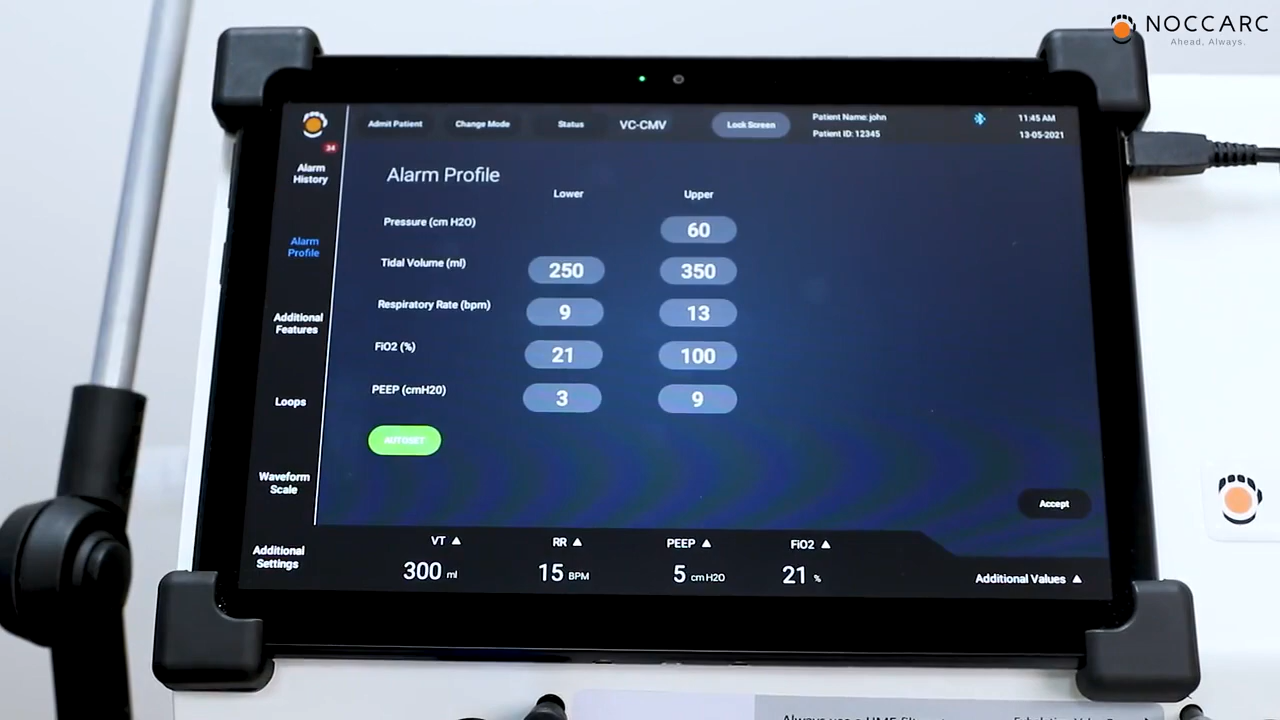 NOCCARC
Ahead, Always.
Admit Patient
Change Mode
Status
VC-CMV
Lock Screen
Patient Name: john
Patient ID: 12345
11:45 AM
13-05-2021
34
Alarm
History
Alarm
Profile
Additional
Features
Loops
Waveform
Scale
Additional
Settings
Alarm Profile
Lower
Upper
Pressure (cm H2O)
60
Tidal Volume (ml)
250
350
Respiratory Rate (bpm)
9
13
FiO2 (%)
21
100
PEEP (cmH20)
3
9
AUTOSET
Accept
VT ▲
300 ml
RR ▲
15 BPM
PEEP ▲
5 cm H2O
FiO2 ▲
21 %
Additional Values ▲